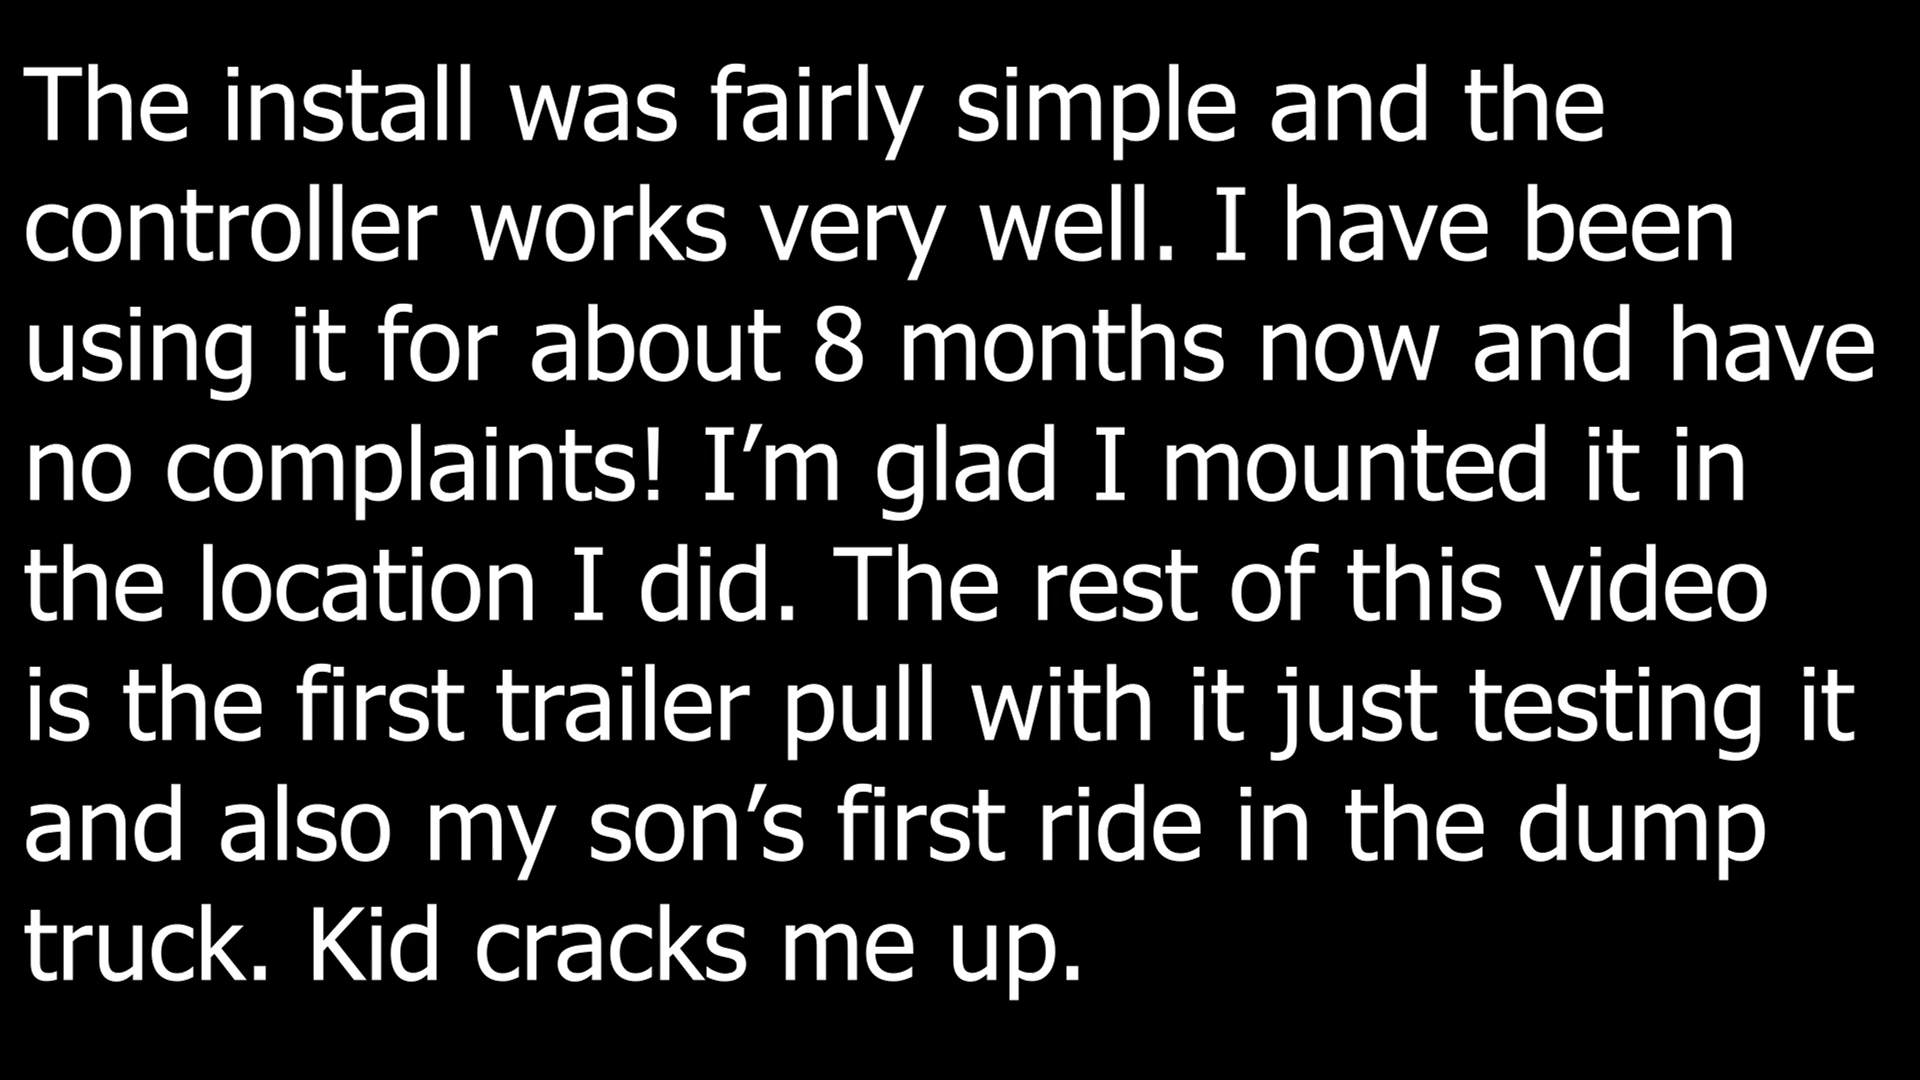 The install was fairly simple and the
controller works very well. I have been
using it for about 8 months now and have
no complaints! I’m glad I mounted it in
the location I did. The rest of this video
is the first trailer pull with it just testing it
and also my son’s first ride in the dump
truck. Kid cracks me up.